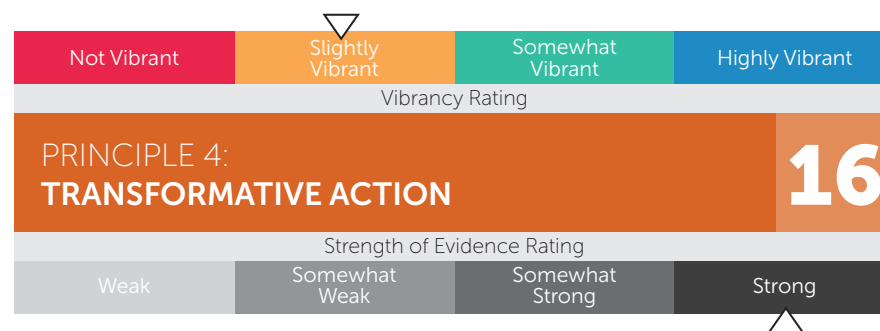 Not Vibrant
Slightly
Vibrant
Somewhat
Vibrant
Highly Vibrant
Vibrancy Rating
PRINCIPLE 4:
TRANSFORMATIVE ACTION
16
Strength of Evidence Rating
Weak
Somewhat
Weak
Somewhat
Strong
Strong